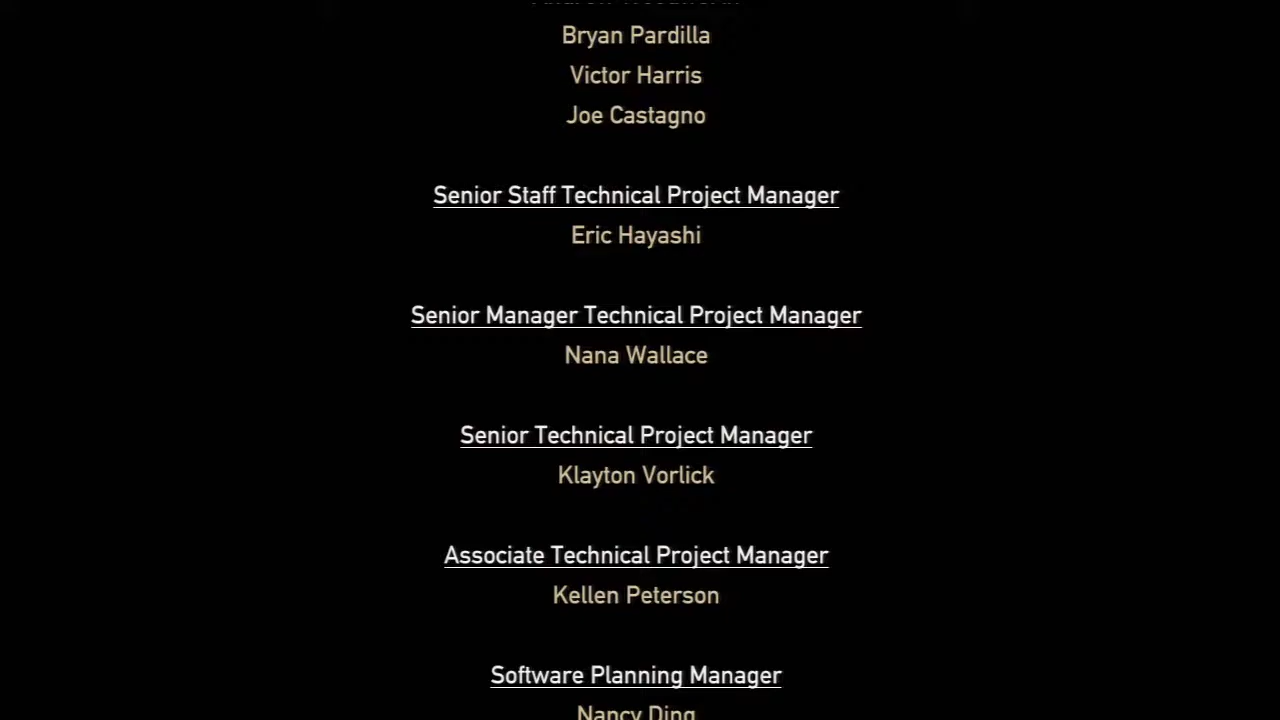 Bryan Pardilla
Victor Harris
Joe Castagno
Senior Staff Technical Project Manager
Eric Hayashi
Senior Manager Technical Project Manager
Nana Wallace
Senior Technical Project Manager
Klayton Vorlick
Associate Technical Project Manager
Kellen Peterson
Software Planning Manager
Nancy Ding